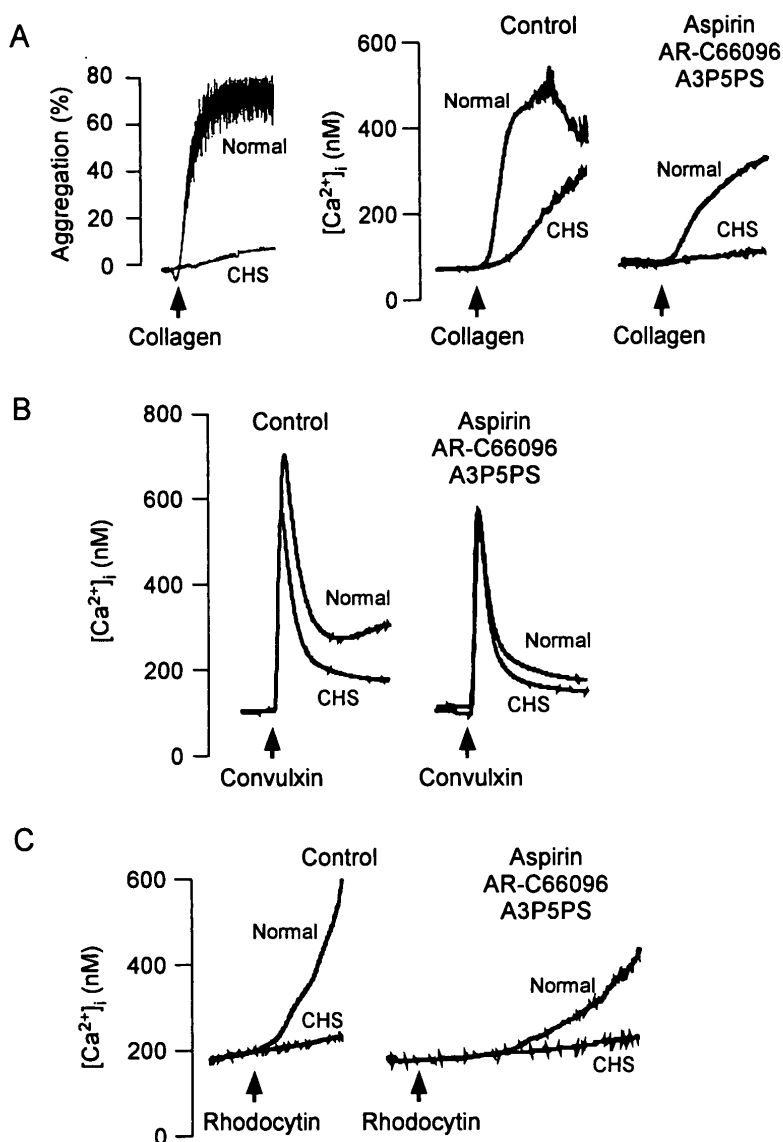 A
Aggregation (%)
80
60
40
20
0
Normal
CHS
Collagen
[Ca²⁺]ᵢ (nM)
600
400
200
0
Control
Normal
CHS
Collagen
Aspirin
AR-C66096
A3P5PS
Normal
CHS
Collagen
B
[Ca²⁺]ᵢ (nM)
800
600
400
200
0
Control
Normal
CHS
Convulxin
Aspirin
AR-C66096
A3P5PS
Normal
CHS
Convulxin
C
[Ca²⁺]ᵢ (nM)
600
400
200
0
Control
Normal
CHS
Rhodocytin
Aspirin
AR-C66096
A3P5PS
Normal
CHS
Rhodocytin